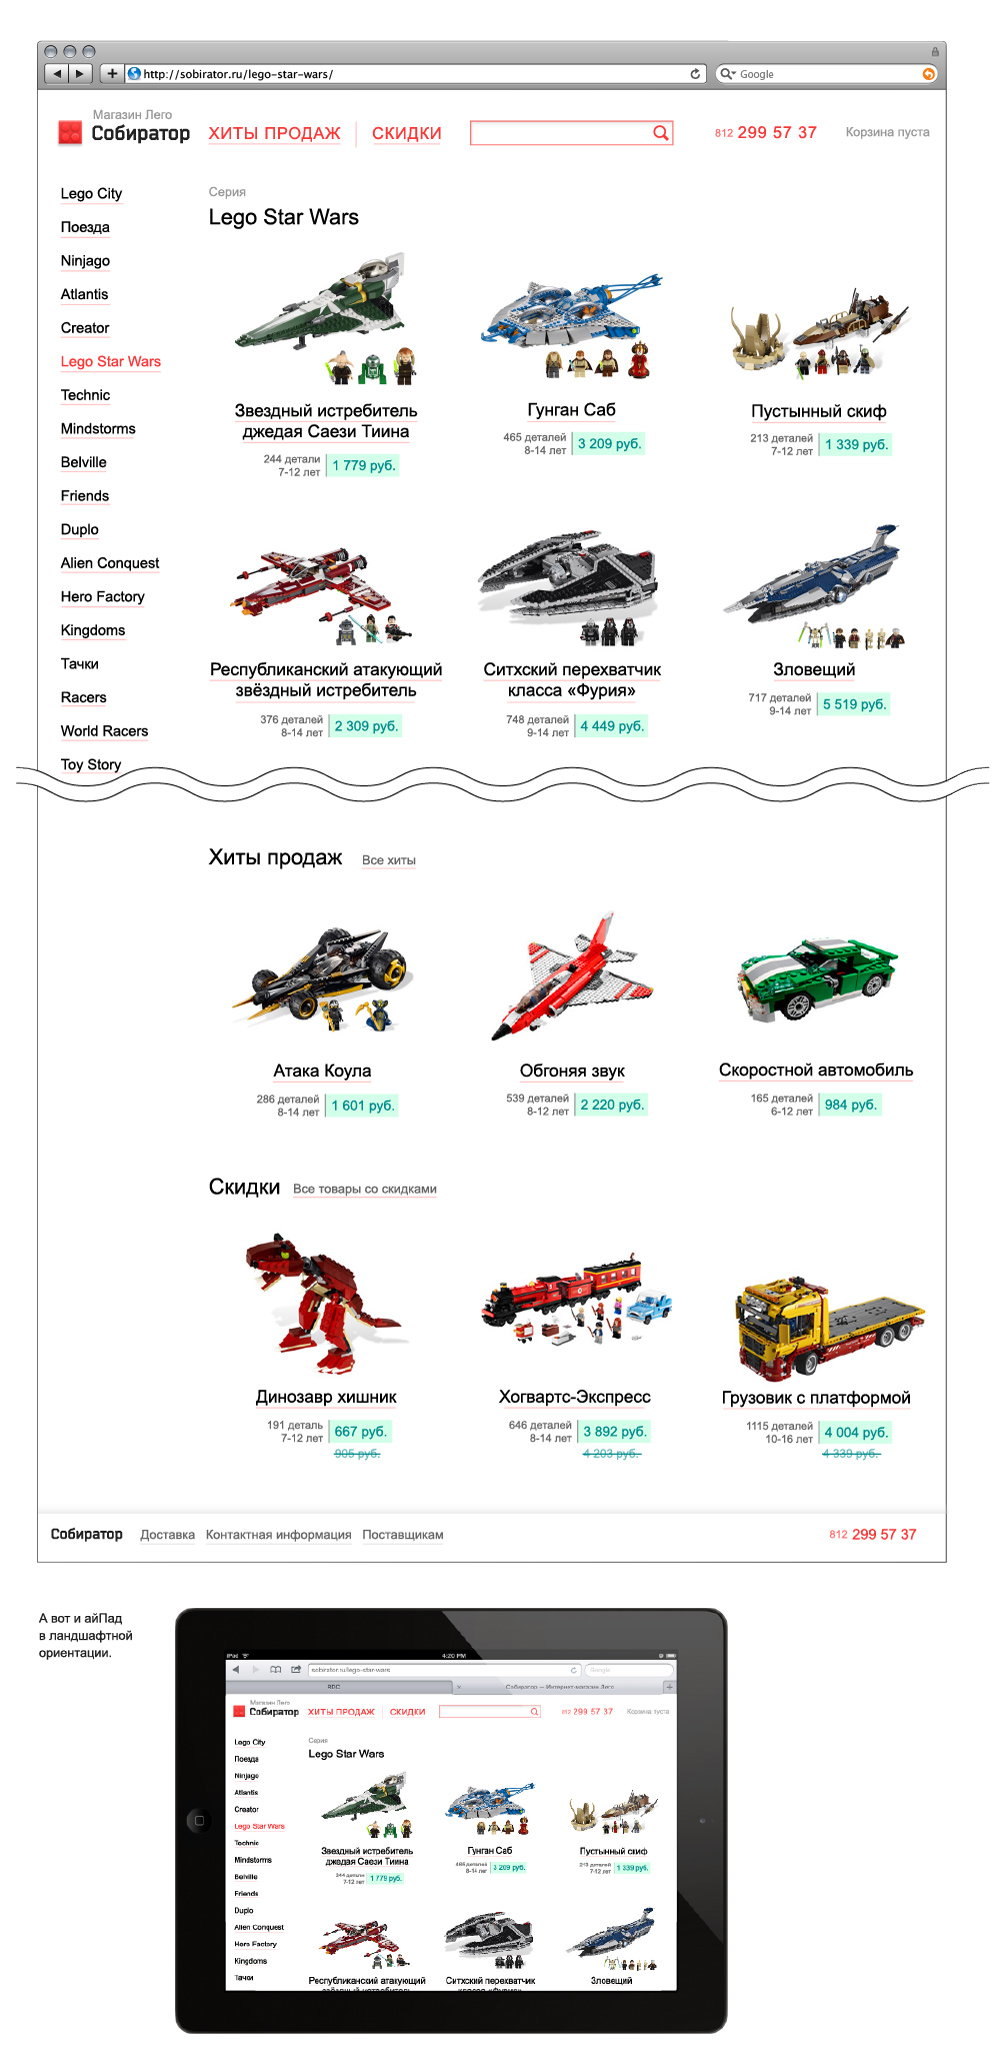 http://sobirator.ru/lego-star-wars/
Google
Магазин Лего
Собиратор
ХИТЫ ПРОДАЖ
СКИДКИ
812 299 57 37
Корзина пуста
Lego City
Поезда
Ninjago
Atlantis
Creator
Lego Star Wars
Technic
Mindstorms
Belville
Friends
Duplo
Alien Conquest
Hero Factory
Kingdoms
Тачки
Racers
World Racers
Toy Story
Серия
Lego Star Wars
Звездный истребитель
джедая Саези Тиина
244 детали
7-12 лет
1 779 руб.
Гунган Саб
465 деталей
8-14 лет
3 209 руб.
Пустынный скиф
213 деталей
7-12 лет
1 339 руб.
Республиканский атакующий
звёздный истребитель
376 деталей
8-14 лет
2 309 руб.
Ситхский перехватчик
класса «Фурия»
748 деталей
9-14 лет
4 449 руб.
Зловещий
717 деталей
9-14 лет
5 519 руб.
Хиты продаж
Все хиты
Атака Коула
286 деталей
8-14 лет
1 601 руб.
Обгоняя звук
539 деталей
8-12 лет
2 220 руб.
Скоростной автомобиль
165 деталей
6-12 лет
984 руб.
Скидки
Все товары со скидками
Динозавр хишник
191 деталь
7-12 лет
667 руб.
905 руб.
Хогвартс-Экспресс
646 деталей
8-14 лет
3 892 руб.
4 203 руб.
Грузовик с платформой
1115 деталей
10-16 лет
4 004 руб.
4 339 руб.
Собиратор
Доставка
Контактная информация
Поставщикам
812 299 57 37
А вот и айПад
в ландшафтной
ориентации.
iPad
4:20 PM
sobirator.ru/lego-star-wars
Google
Собиратор — Интернет-магазин Лего
Магазин Лего
Собиратор
ХИТЫ ПРОДАЖ
СКИДКИ
812 299 57 37
Корзина пуста
Lego City
Поезда
Ninjago
Atlantis
Creator
Lego Star Wars
Technic
Mindstorms
Belville
Friends
Duplo
Alien Conquest
Hero Factory
Kingdoms
Тачки
Серия
Lego Star Wars
Звездный истребитель
джедая Саези Тиина
244 детали
7-12 лет
1 779 руб.
Гунган Саб
465 деталей
8-14 лет
3 209 руб.
Пустынный скиф
213 деталей
7-12 лет
1 339 руб.
Республиканский атакующий
звёздный истребитель
Ситхский перехватчик
класса «Фурия»
Зловещий